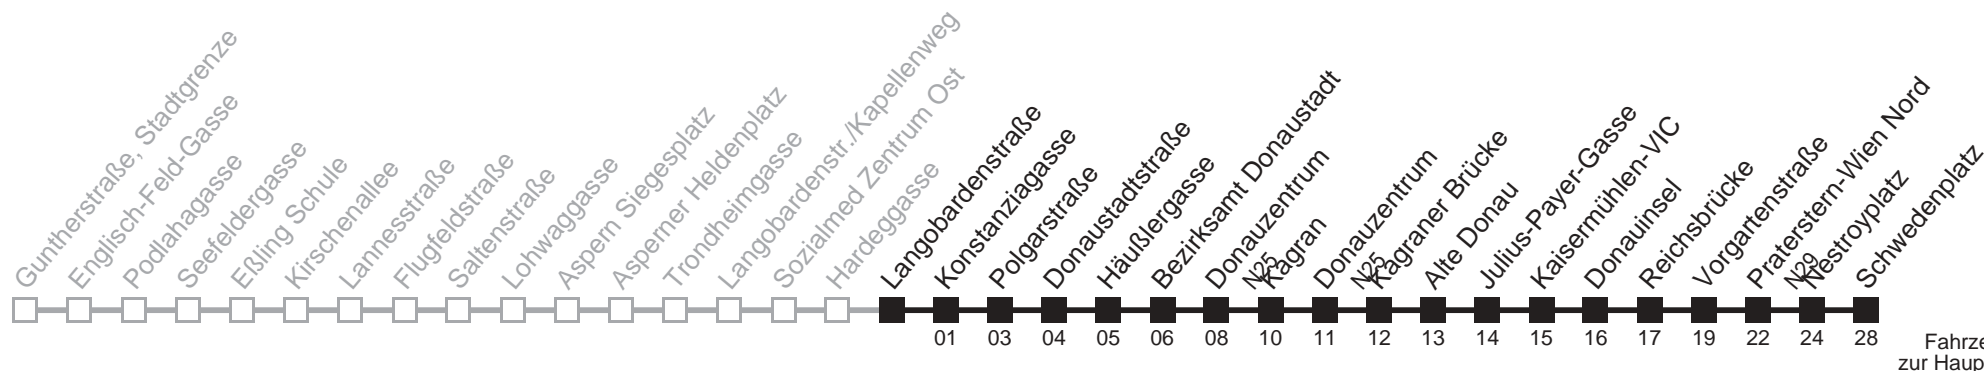 Guntherstraße, Stadtgrenze
Englisch-Feld-Gasse
Podlahagasse
Seefeldergasse
Eßling Schule
Kirschenallee
Lannesstraße
Flugfeldstraße
Saltenstraße
Lohwaggasse
Aspern Siegesplatz
Asperner Heldenplatz
Trondheimgasse
Langobardenstr./Kapellenweg
Sozialmed Zentrum Ost
Hardeggasse
Langobardenstraße
Konstanziagasse
Polgarstraße
Donaustadtstraße
Häußlergasse
Bezirksamt Donaustadt
Donauzentrum
N25
Kagran
Donauzentrum
N25
Kagraner Brücke
Alte Donau
Julius-Payer-Gasse
Kaisermühlen-VIC
Donauinsel
Reichsbrücke
Vorgartenstraße
Praterstern-Wien Nord
N29
Nestroyplatz
Schwedenplatz
01 03 04 05 06 08 10 11 12 13 14 15 16 17 19 22 24 28
Fahrze
zur Haup